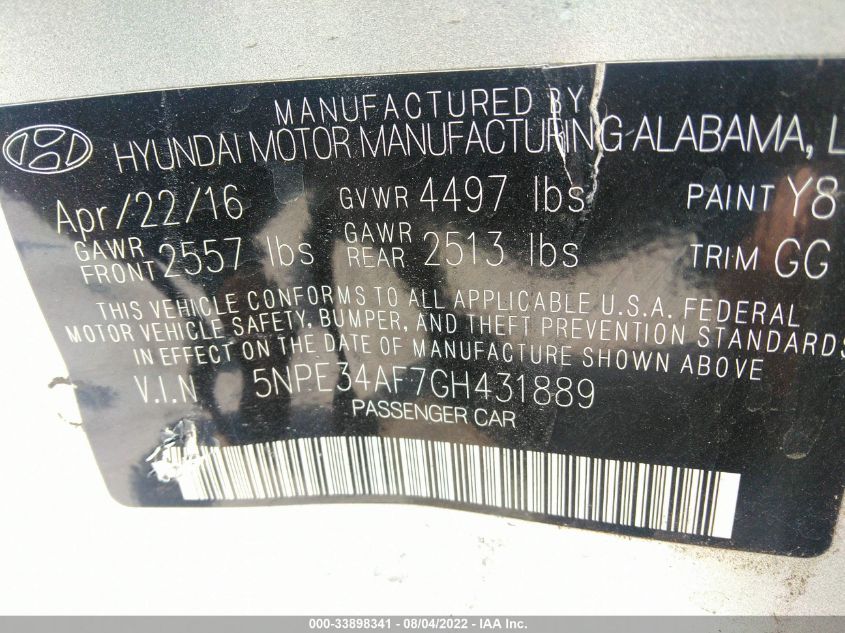 MANUFACTURED BY
HYUNDAI MOTOR MANUFACTURING ALABAMA, L
Apr/22/16 GVWR 4497 lbs PAINT Y8
GAWR FRONT 2557 lbs GAWR REAR 2513 lbs TRIM GG
THIS VEHICLE CONFORMS TO ALL APPLICABLE U.S.A. FEDERAL
MOTOR VEHICLE SAFETY, BUMPER, AND THEFT PREVENTION STANDARDS
IN EFFECT ON THE DATE OF MANUFACTURE SHOWN ABOVE
V.I.N 5NPE34AF7GH431889
PASSENGER CAR
000-33898341 - 08/04/2022 - IAA Inc.